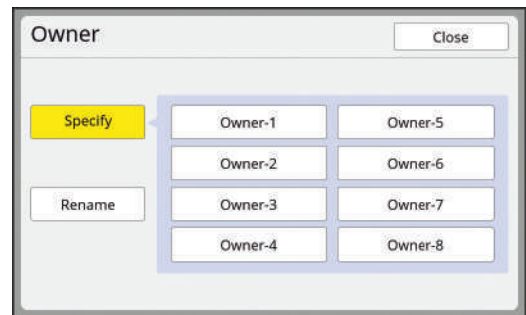 Owner
Close
Specify
Owner-1
Owner-5
Owner-2
Owner-6
Rename
Owner-3
Owner-7
Owner-4
Owner-8